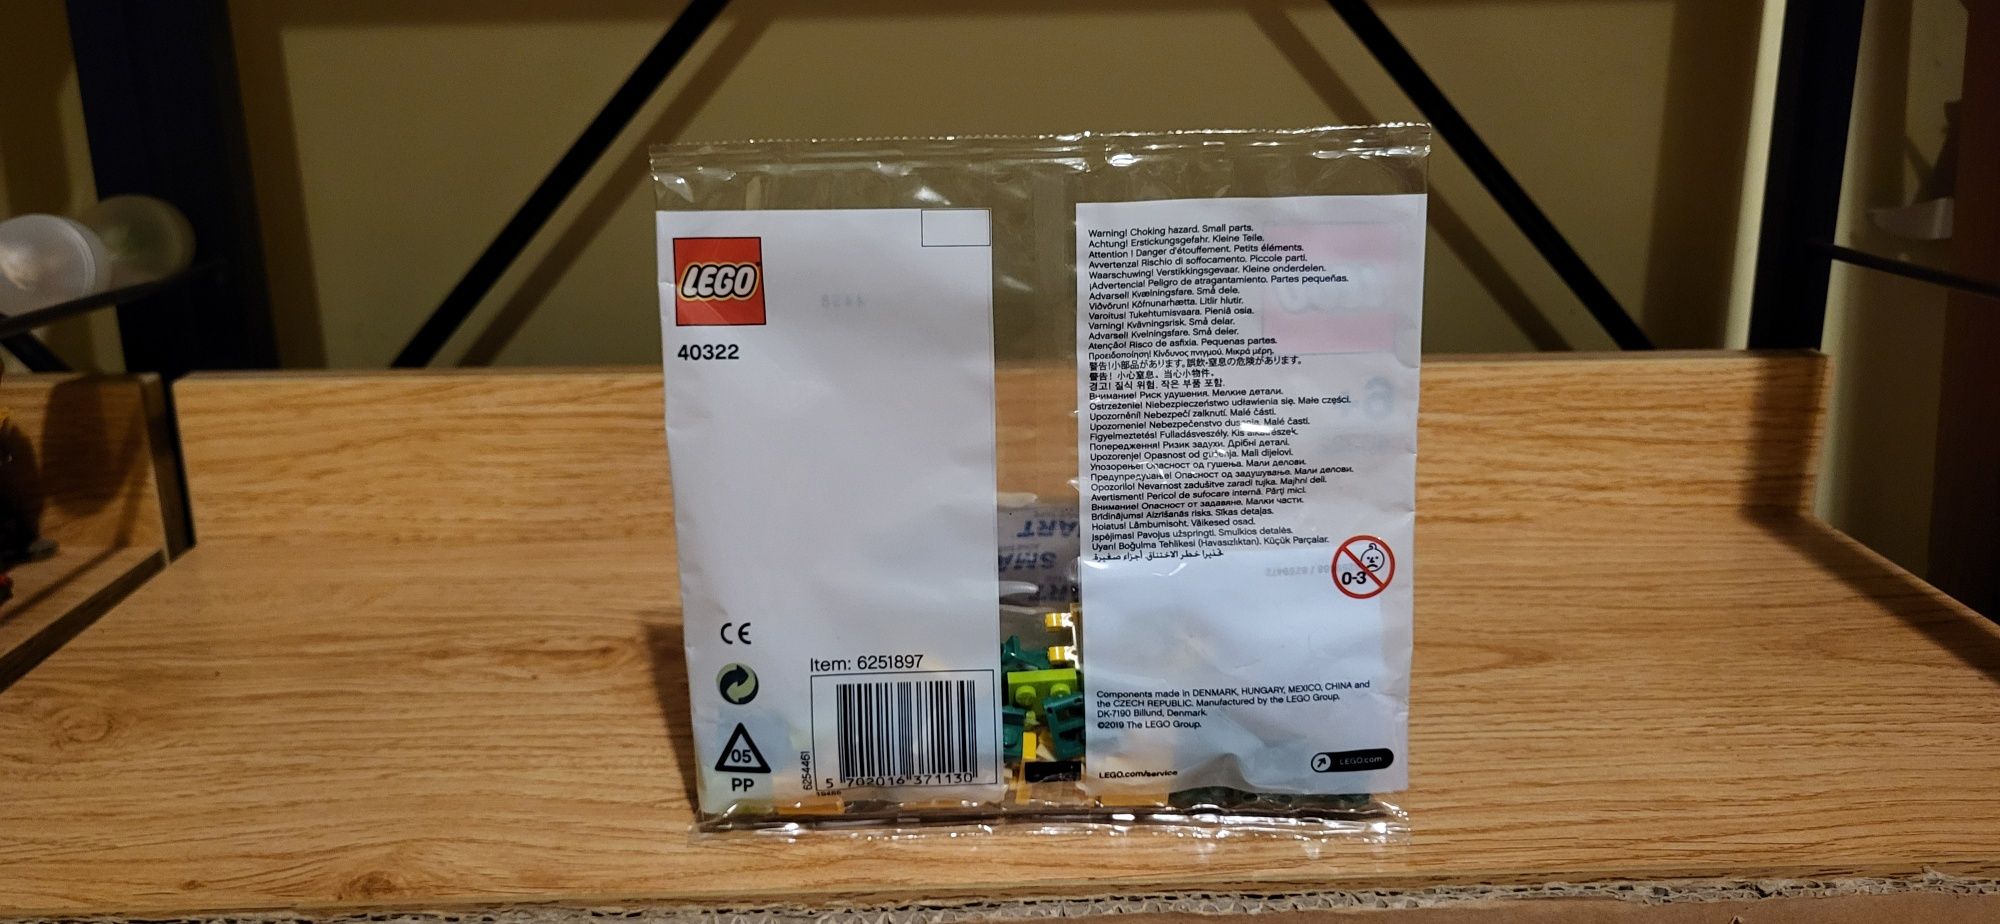 LEGO
40322
CE
05
PP
Item: 6251897
6254461
5 702016 371130
Warning! Choking hazard. Small parts.
Achtung! Erstickungsgefahr. Kleine Teile.
Attention ! Danger d'étouffement. Petits éléments.
Avvertenza! Rischio di soffocamento. Piccole parti.
Waarschuwing! Verstikkingsgevaar. Kleine onderdelen.
¡Advertencia! Peligro de atragantamiento. Partes pequeñas.
Advarsel! Kvælningsfare. Små dele.
Viðvörun! Köfnunarhætta. Litlir hlutir.
Varoitus! Tukehtumisvaara. Pieniä osia.
Varning! Kvävningsrisk. Små delar.
Advarsel! Kvelningsfare. Små deler.
Atenção! Risco de asfixia. Pequenas partes.
Προειδοποίηση! Κίνδυνος πνιγμού. Μικρά μέρη.
警告!小部品があります。誤飲・窒息の危険があります。
警告! 小心窒息。当心小物件。
경고! 질식 위험. 작은 부품 포함.
Внимание! Риск удушения. Мелкие детали.
Ostrzeżenie! Niebezpieczeństwo udławienia się. Małe części.
Upozornění! Nebezpečí zalknutí. Malé části.
Upozornenie! Nebezpečenstvo dusenia. Malé časti.
Figyelmeztetés! Fulladásveszély. Kis alkatrészek.
Попередження! Ризик задухи. Дрібні деталі.
Upozorenje! Opasnost od gušenja. Mali dijelovi.
Упозорење! Опасност од гушења. Мали делови.
Предупредување! Опасност од задушување. Мали делови.
Opozorilo! Nevarnost zadušitve zaradi tujka. Majhni deli.
Avertisment! Pericol de sufocare internă. Părți mici.
Внимание! Опасност от задавяне. Малки части.
Brīdinājums! Aizrīšanās risks. Sīkas detaļas.
Hoiatus! Lämbumisoht. Väikesed osad.
Įspėjimas! Pavojus užspringti. Smulkios detalės.
Uyarı! Boğulma Tehlikesi (Havasızlıktan). Küçük Parçalar.
تحذير! خطر الاختناق. أجزاء صغيرة
0-3
Components made in DENMARK, HUNGARY, MEXICO, CHINA and
the CZECH REPUBLIC. Manufactured by the LEGO Group,
DK-7190 Billund, Denmark.
©2019 The LEGO Group.
LEGO.com/service
LEGO.com